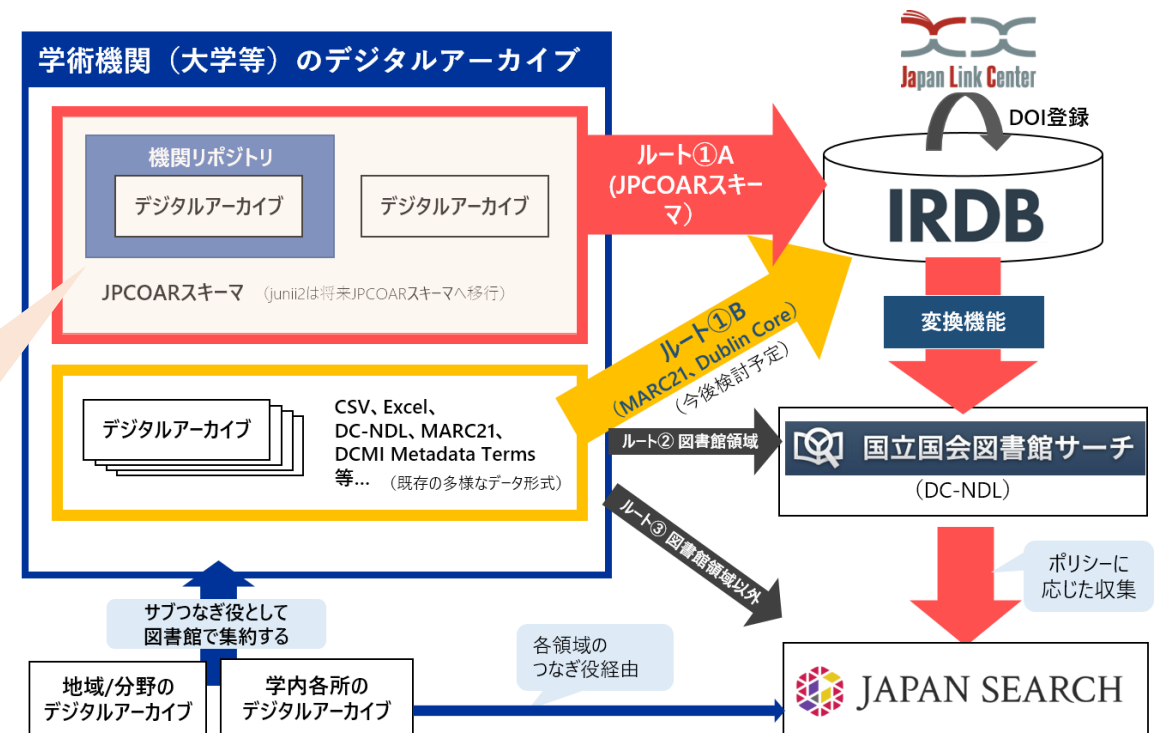 学術機関（大学等）のデジタルアーカイブ
機関リポジトリ
デジタルアーカイブ
デジタルアーカイブ
JPCOARスキーマ （junii2は将来JPCOARスキーマへ移行）
デジタルアーカイブ
CSV、Excel、
DC-NDL、MARC21、
DCMI Metadata Terms
等... （既存の多様なデータ形式）
ルート①A
(JPCOARスキー
マ）
ルート①B
（MARC21、Dublin Core）
（今後検討予定）
ルート② 図書館領域
ルート③ 図書館領域以外
Japan Link Center
DOI登録
IRDB
変換機能
国立国会図書館サーチ
（DC-NDL）
ポリシーに
応じた収集
サブつなぎ役として
図書館で集約する
地域/分野の
デジタルアーカイブ
学内各所の
デジタルアーカイブ
各領域の
つなぎ役経由
JAPAN SEARCH